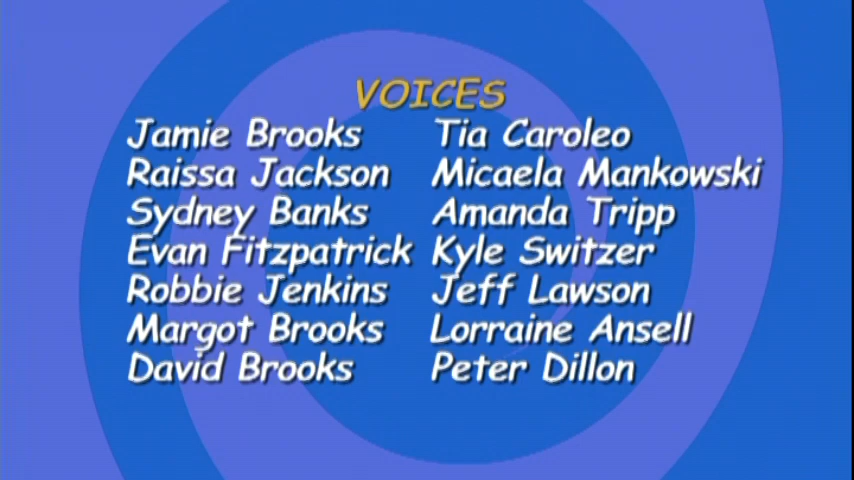 VOICES
Jamie Brooks Tia Caroleo
Raissa Jackson Micaela Mankowski
Sydney Banks Amanda Tripp
Evan Fitzpatrick Kyle Switzer
Robbie Jenkins Jeff Lawson
Margot Brooks Lorraine Ansell
David Brooks Peter Dillon